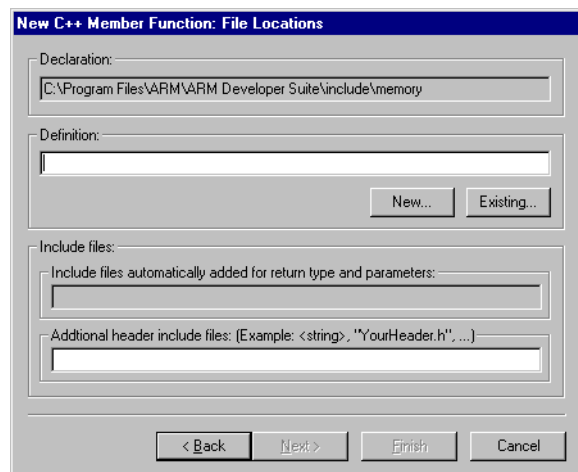 New C++ Member Function: File Locations
Declaration:
C:\Program Files\ARM\ARM Developer Suite\include\memory
Definition:
New...
Existing...
Include files:
Include files automatically added for return type and parameters:
Addtional header include files: (Example: <string>, "YourHeader.h", ...)
< Back
Next >
Finish
Cancel